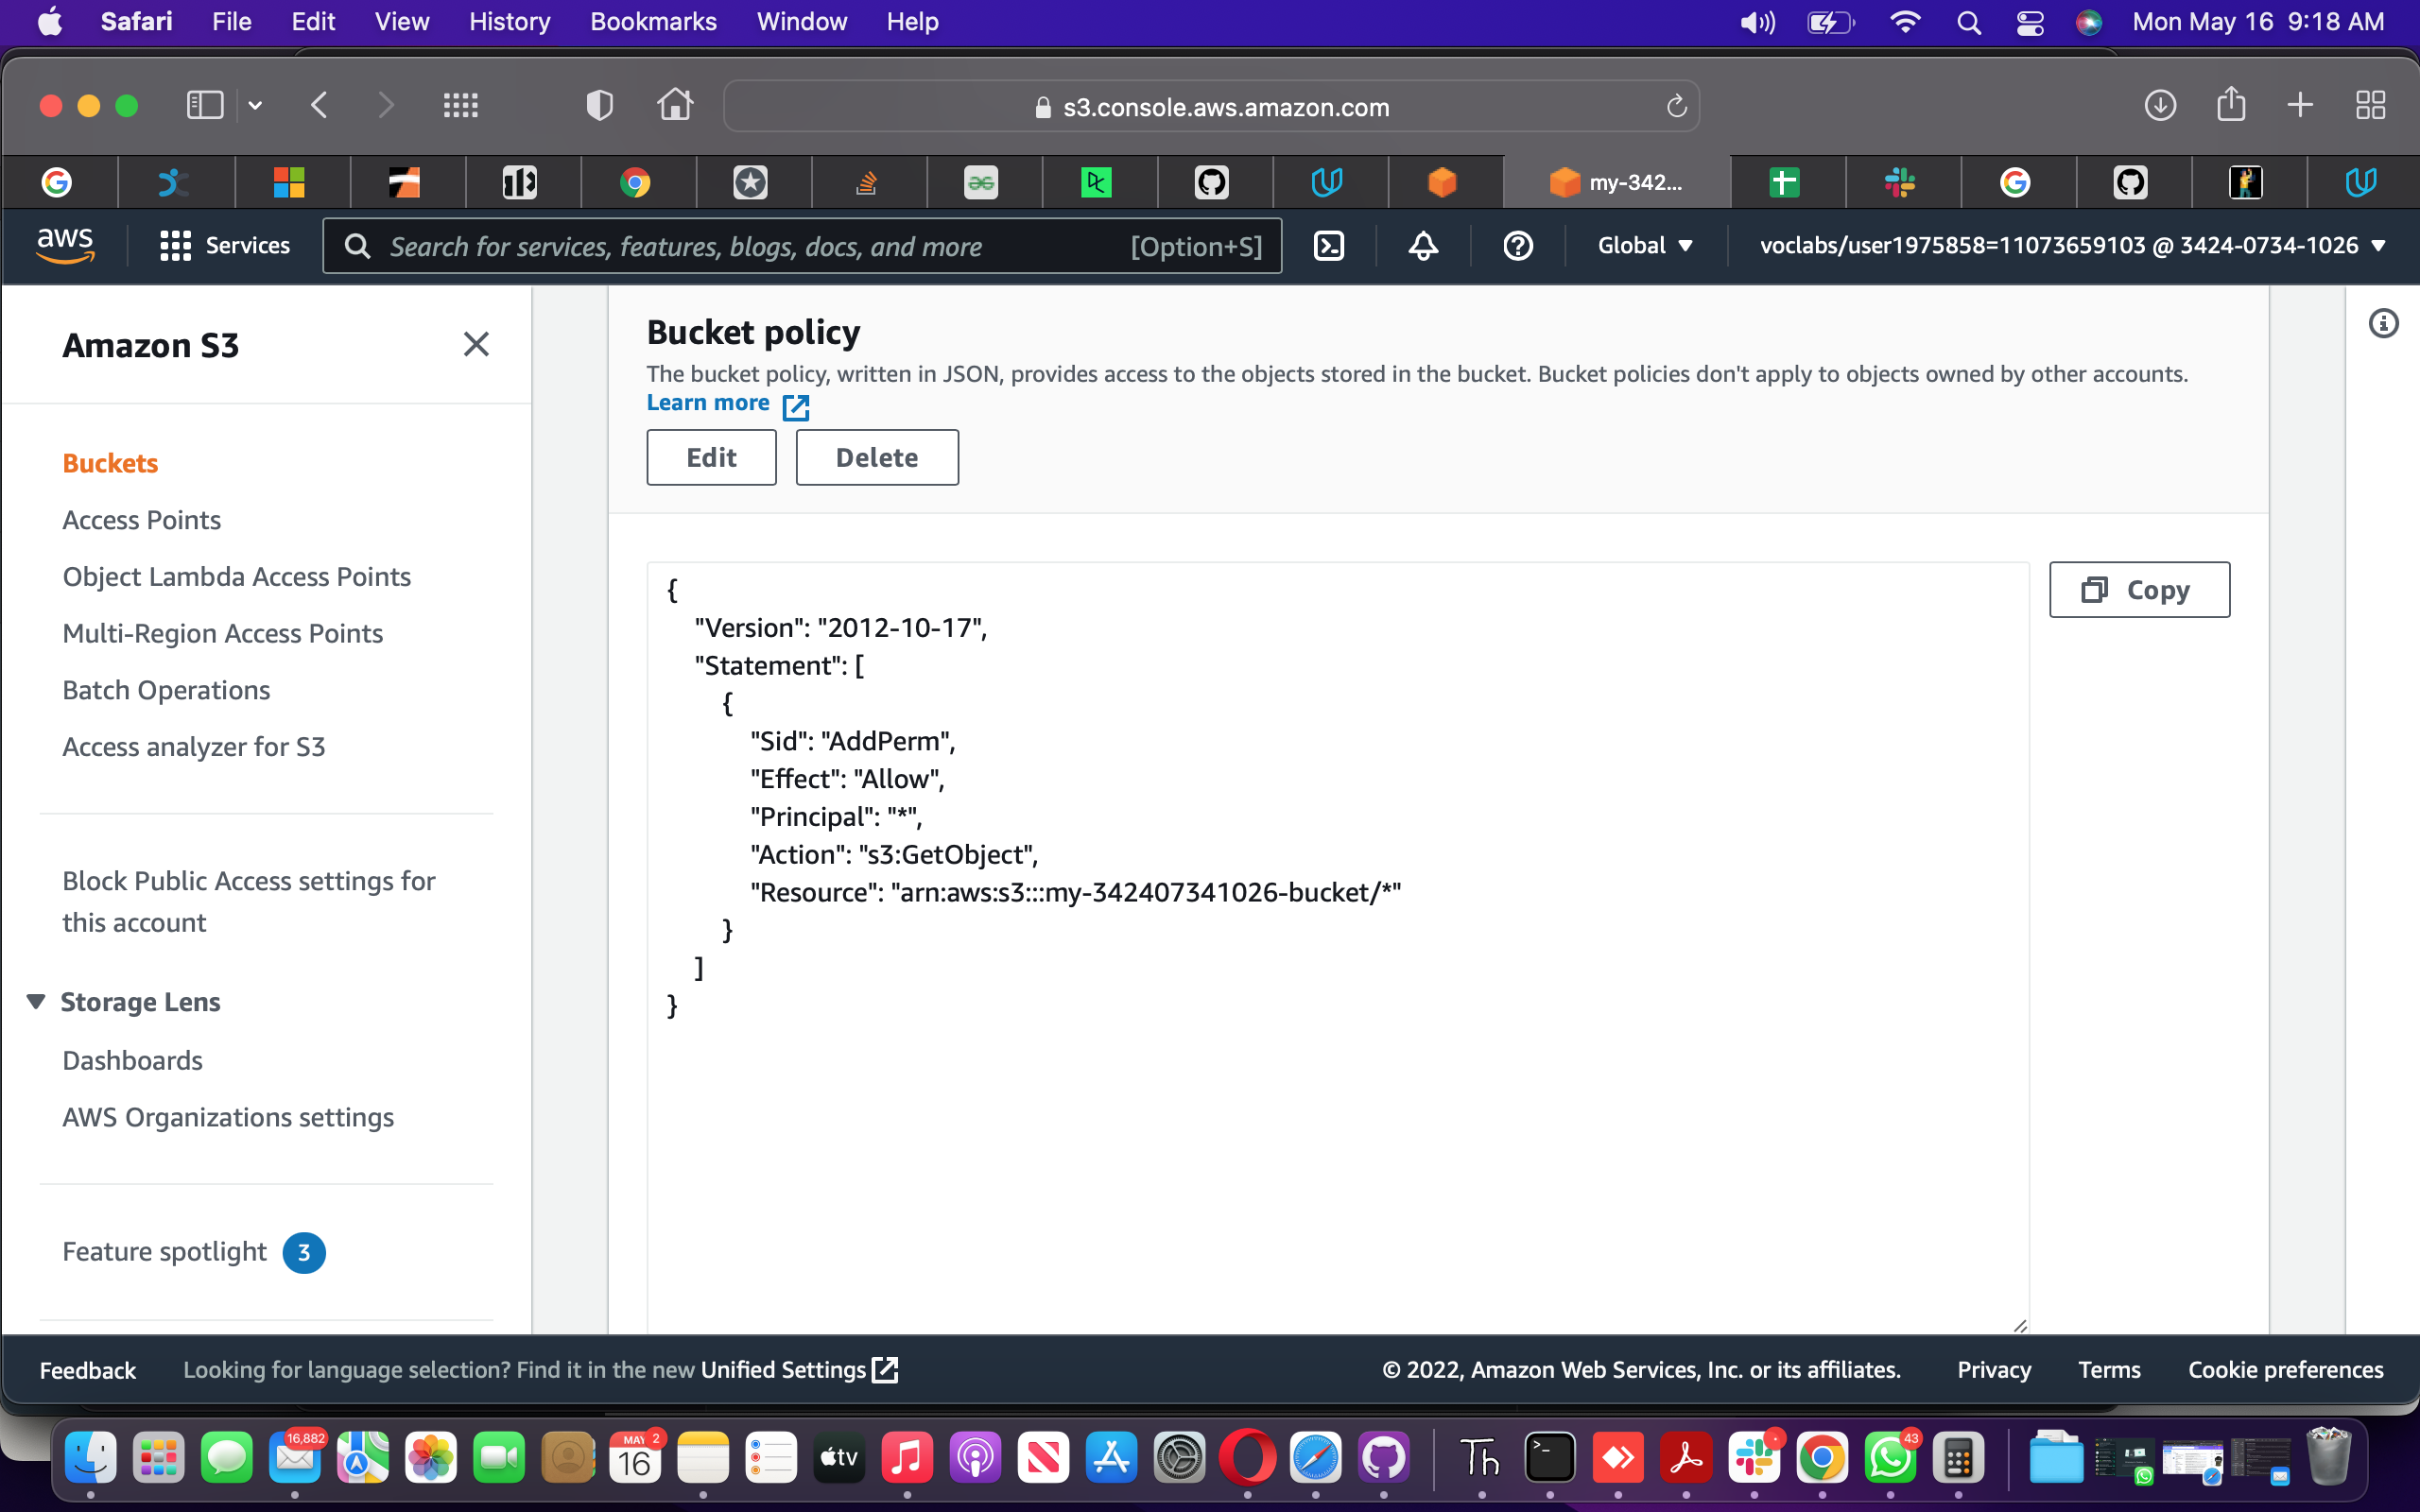 Safari File Edit View History Bookmarks Window Help Mon May 16 9:18 AM
s3.console.aws.amazon.com
my-342...
aws Services Search for services, features, blogs, docs, and more [Option+S] Global voclabs/user1975858=11073659103 @ 3424-0734-1026
Amazon S3
Buckets
Access Points
Object Lambda Access Points
Multi-Region Access Points
Batch Operations
Access analyzer for S3
Block Public Access settings for
this account
Storage Lens
Dashboards
AWS Organizations settings
Feature spotlight 3
Bucket policy
The bucket policy, written in JSON, provides access to the objects stored in the bucket. Bucket policies don't apply to objects owned by other accounts.
Learn more
Edit Delete
Copy
{
"Version": "2012-10-17",
"Statement": [
{
"Sid": "AddPerm",
"Effect": "Allow",
"Principal": "*",
"Action": "s3:GetObject",
"Resource": "arn:aws:s3:::my-342407341026-bucket/*"
}
]
}
Feedback Looking for language selection? Find it in the new Unified Settings © 2022, Amazon Web Services, Inc. or its affiliates. Privacy Terms Cookie preferences
16,882 MAY 2 16 tv Th 43